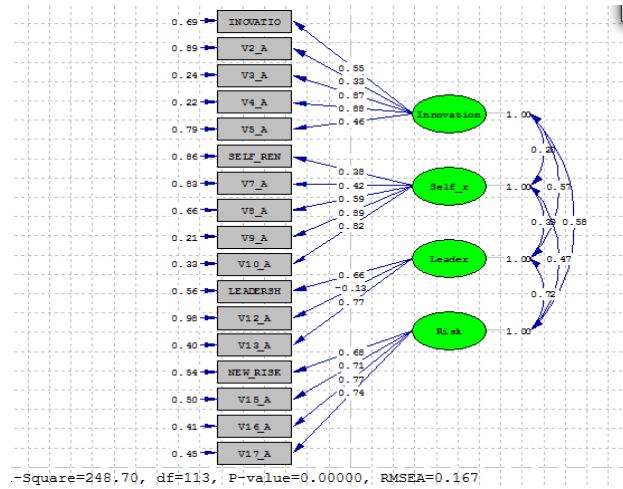 0.69 INOVATIO
0.89 V2_A
0.55
0.33
0.24 V3_A
0.87
0.22 V4_A
0.88
Innovation 1.00
0.79 V5_A
0.46
0.86 SELF_REN
0.38
0.83 V7_A
0.42
Self_r 1.00
0.57
0.59
0.66 V8_A
0.89
0.39
0.58
0.21 V9_A
0.82
0.33 V10_A
Leader 1.00
0.47
0.66
0.56 LEADERSH
-0.13
0.72
0.98 V12_A
0.77
Risk 1.00
0.40 V13_A
0.68
0.54 NEW_RISK
0.71
0.77
0.50 V15_A
0.74
0.41 V16_A
0.45 V17_A
-Square=248.70, df=113, P-value=0.00000, RMSEA=0.167